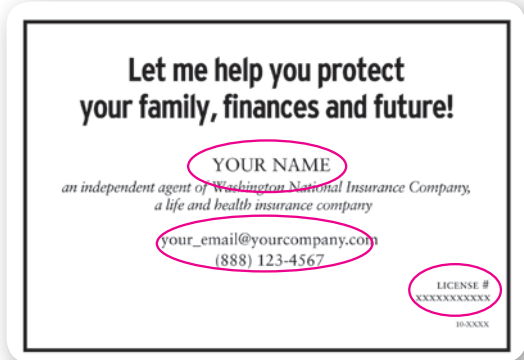 Let me help you protect
your family, finances and future!
YOUR NAME
an independent agent of Washington National Insurance Company,
a life and health insurance company
your_email@yourcompany.com
(888) 123-4567
LICENSE #
XXXXXXXXXXX
10-XXXX